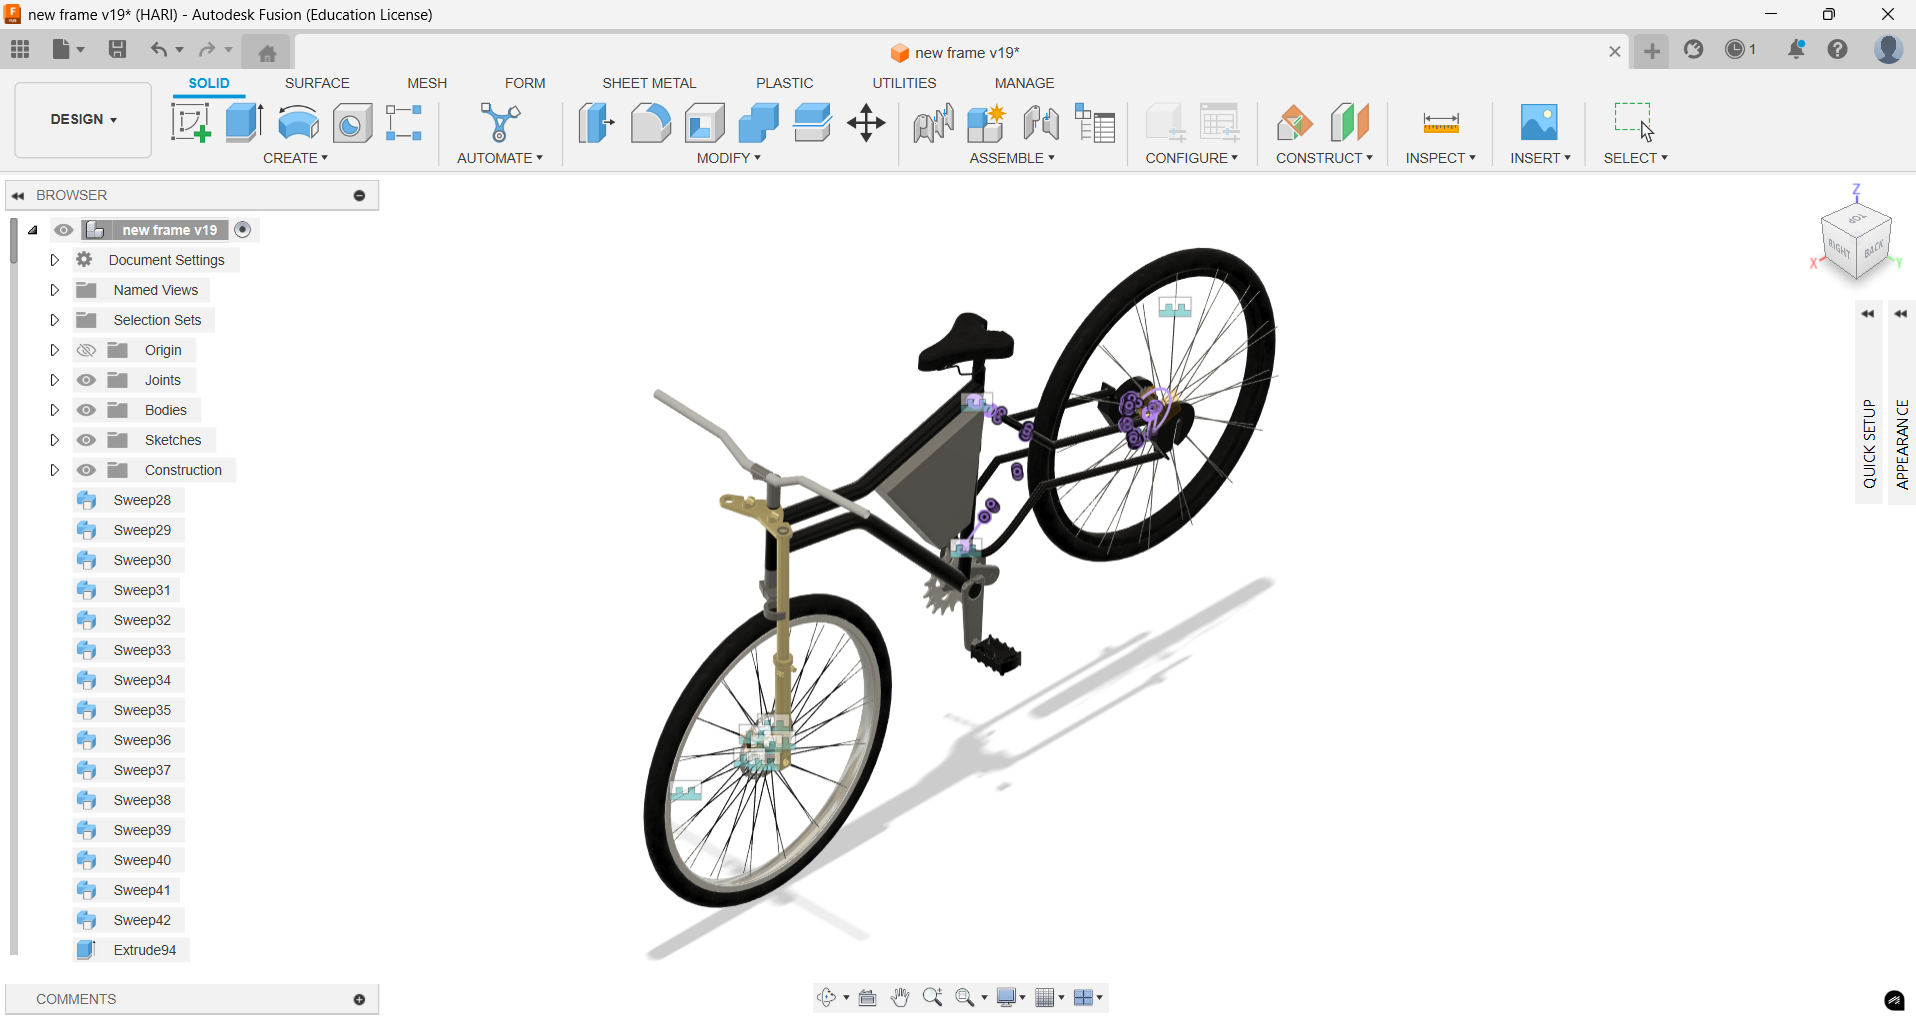 new frame v19* (HARI) - Autodesk Fusion (Education License)
new frame v19*
1
DESIGN
SOLID
SURFACE
MESH
FORM
SHEET METAL
PLASTIC
UTILITIES
MANAGE
CREATE
AUTOMATE
MODIFY
ASSEMBLE
CONFIGURE
CONSTRUCT
INSPECT
INSERT
SELECT
BROWSER
new frame v19
Document Settings
Named Views
Selection Sets
Origin
Joints
Bodies
Sketches
Construction
Sweep28
Sweep29
Sweep30
Sweep31
Sweep32
Sweep33
Sweep34
Sweep35
Sweep36
Sweep37
Sweep38
Sweep39
Sweep40
Sweep41
Sweep42
Extrude94
COMMENTS
Z
TOP
RIGHT
BACK
X
Y
QUICK SETUP
APPEARANCE